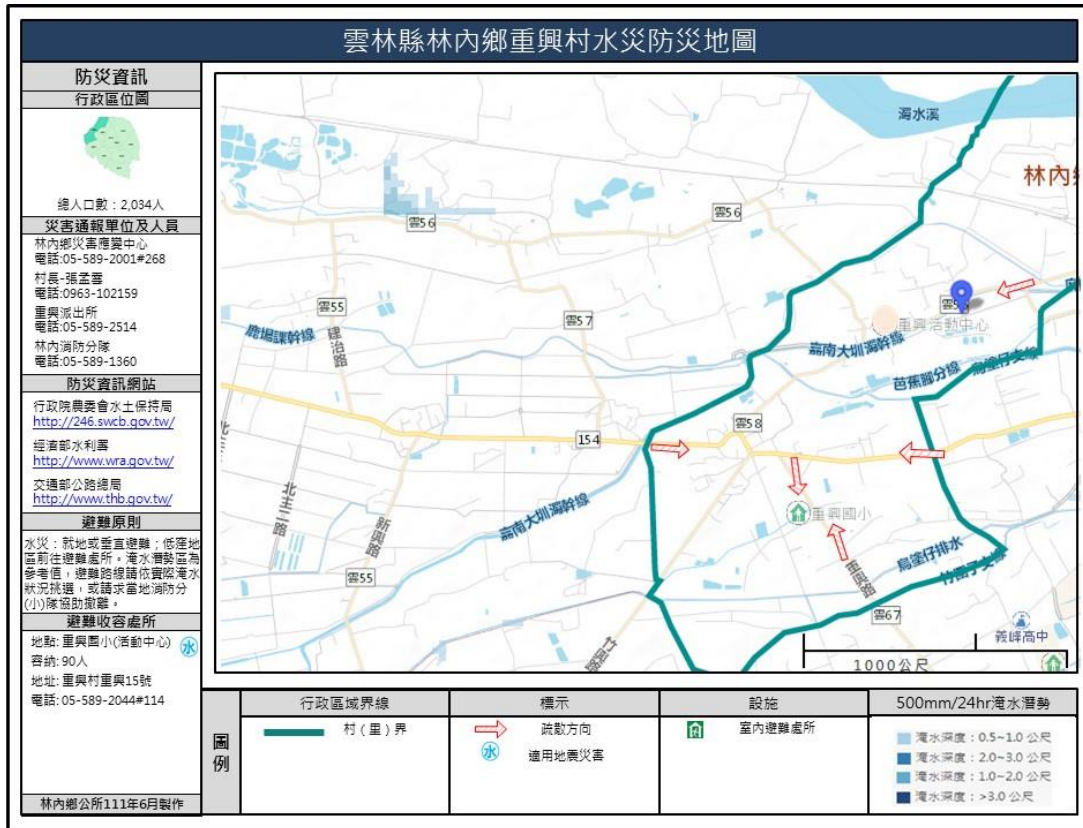 雲林縣林內鄉重興村水災防災地圖
防災資訊
行政區位圖
總人口數：2,034人
災害通報單位及人員
林內鄉災害應變中心
電話:05-589-2001#268
村長-張孟雲
電話:0963-102159
重興派出所
電話:05-589-2514
林內消防分隊
電話:05-589-1360
防災資訊網站
行政院農委會水土保持局
http://246.swcb.gov.tw/
經濟部水利署
http://www.wra.gov.tw/
交通部公路總局
http://www.thb.gov.tw/
避難原則
水災：就地或垂直避難；低窪地
區前往避難處所。淹水潛勢區為
參考值，避難路線請依實際淹水
狀況挑選，或請求當地消防分
(小)隊協助撤離。
避難收容處所
地點:重興國小(活動中心)
水
容納:90人
地址:重興村重興15號
電話:05-589-2044#114
林內鄉公所111年6月製作
濁水溪
林內
雲56
雲56
雲55
建治路
雲57
鹿場課幹線
重興活動中心
嘉南大圳濁幹線
芭蕉腳分線
烏塗仔支線
雲58
154
北圭二路
新興路
嘉南大圳濁幹線
重興國小
烏塗仔排水
重興路
竹圍子支線
雲55
雲67
義峰高中
竹興路
1000公尺
圖例
行政區域界線
村（里）界
標示
疏散方向
水
適用地震災害
設施
室內避難處所
500mm/24hr淹水潛勢
淹水深度：0.5~1.0 公尺
淹水深度：2.0~3.0 公尺
淹水深度：1.0~2.0 公尺
淹水深度：>3.0 公尺